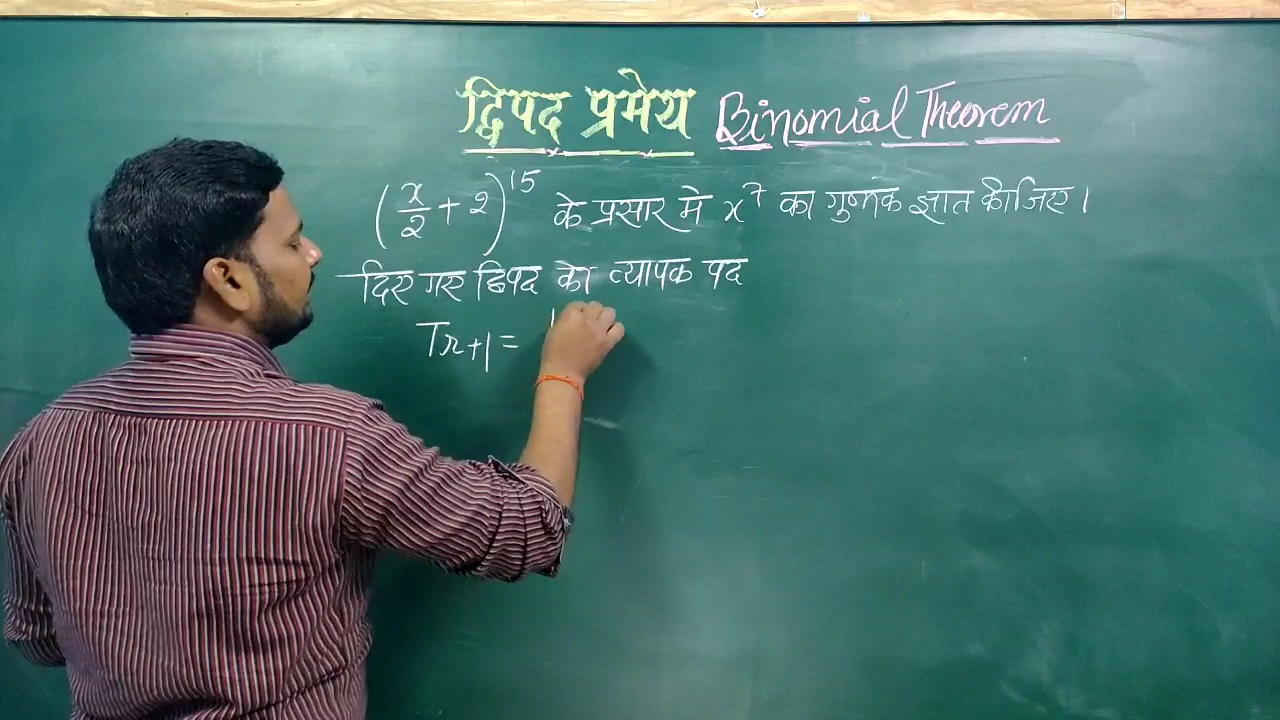 द्विपद प्रमेय Binomial Theorem
(x/2 + 2)^15 के प्रसार मे x^7 का गुणांक ज्ञात कीजिए।
दिए गए द्विपद का व्यापक पद
Tr+1 =